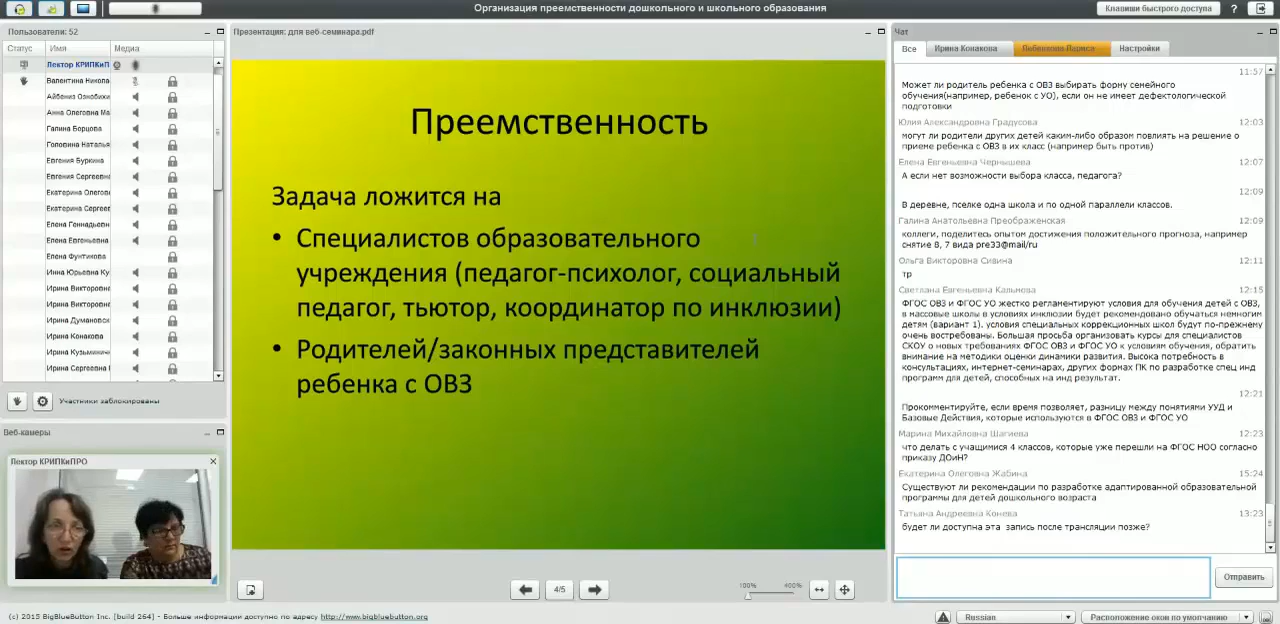 Организация преемственности дошкольного и школьного образования
Клавиши быстрого доступа
?
Пользователи: 52
Статус Имя Медиа
Лектор КРИПКиП
Валентина Никола
Айбениз Ознобихи
Анна Олеговна Ма
Галина Борцова
Головина Наталья
Евгения Буркина
Евгения Сергеевна
Екатерина Олегов
Екатерина Сергее
Елена Геннадьевн
Елена Евгеньевна
Елена Фунтикова
Инна Юрьевна Ку
Ирина Викторовна
Ирина Викторовна
Ирина Думановск
Ирина Конакова
Ирина Кузьминич
Ирина Сергеевна
Участники заблокированы
Веб-камеры
Лектор КРИПКиПРО
Презентация: для веб-семинара.pdf
Преемственность
Задача ложится на
• Специалистов образовательного
учреждения (педагог-психолог, социальный
педагог, тьютор, координатор по инклюзии)
• Родителей/законных представителей
ребенка с ОВЗ
4/5
100% 400%
Чат
Все Ирина Конакова Лариса Настройки
11:57
Может ли родитель ребенка с ОВЗ выбирать форму семейного
обучения(например, ребенок с УО), если он не имеет дефектологической
подготовки
Юлия Александровна Градусова 12:03
могут ли родители других детей каким-либо образом повлиять на решение о
приеме ребенка с ОВЗ в их класс (например быть против)
Елена Евгеньевна Чернышева 12:07
А если нет возможности выбора класса, педагога?
12:09
В деревне, пселке одна школа и по одной параллели классов.
Галина Анатольевна Преображенская 12:09
коллеги, поделитесь опытом достижения положительного прогноза, например
снятие 8, 7 вида pre33@mail/ru
Ольга Викторовна Сивина 12:11
тр
Светлана Евгеньевна Кальмова 12:15
ФГОС ОВЗ и ФГОС УО жестко регламентируют условия для обучения детей с ОВЗ,
в массовые школы в условиях инклюзии будет рекомендовано обучаться немногим
детям (вариант 1). условия специальных коррекционных школ будут по-прежнему
очень востребованы. Большая просьба организовать курсы для специалистов
СКОУ о новых требованиях ФГОС ОВЗ и ФГОС УО к условиям обучения, обратить
внимание на методики оценки динамики развития. Высока потребность в
консультациях, интернет-семинарах, других формах ПК по разработке спец инд
программ для детей, способных на инд результат.
12:21
Прокомментируйте, если время позволяет, разницу между понятиями УУД и
Базовые Действия, которые используются в ФГОС ОВЗ и ФГОС УО
Марина Михайловна Шагиева 12:23
что делать с учащимися 4 классов, которые уже перешли на ФГОС НОО согласно
приказу ДОиН?
Екатерина Олеговна Жабина 15:24
Существуют ли рекомендации по разработке адаптированной образовательной
программы для детей дошкольного возраста
Татьяна Андреевна Конева 13:23
будет ли доступна эта запись после трансляции позже?
Отправить
(c) 2015 BigBlueButton Inc. [build 264] - Больше информации доступно по адресу http://www.bigbluebutton.org
Russian
Расположение окон по умолчанию